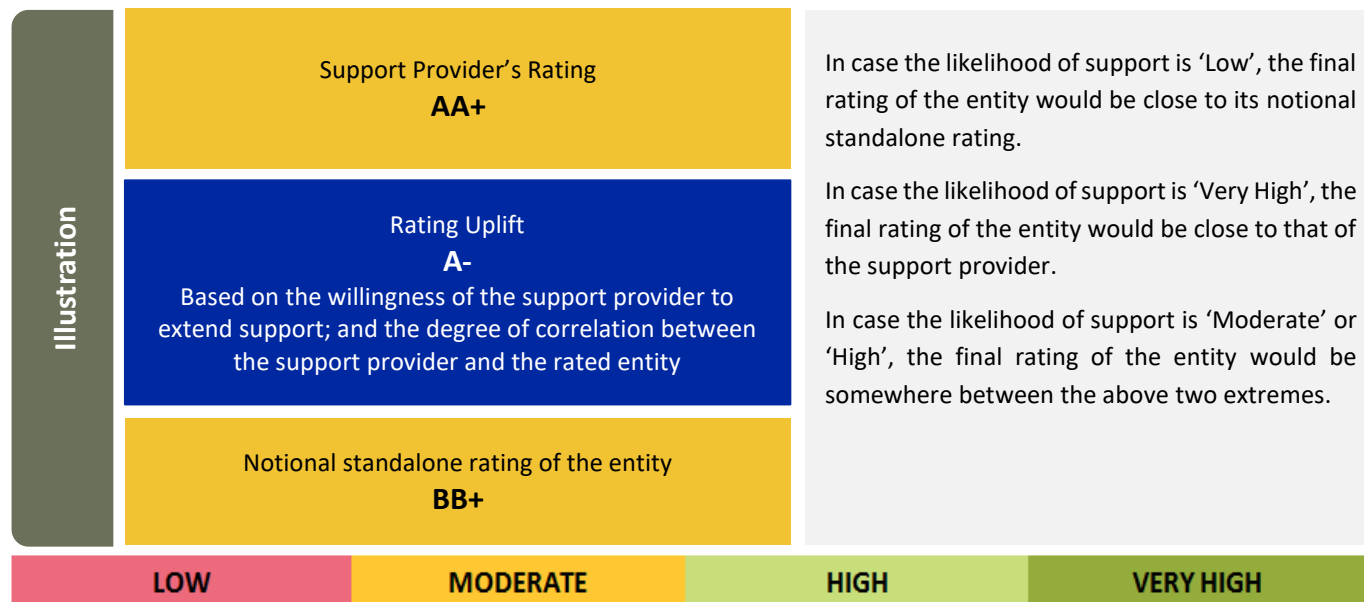 Illustration
Support Provider’s Rating
AA+
Rating Uplift
A-
Based on the willingness of the support provider to
extend support; and the degree of correlation between
the support provider and the rated entity
Notional standalone rating of the entity
BB+
In case the likelihood of support is ‘Low’, the final
rating of the entity would be close to its notional
standalone rating.
In case the likelihood of support is ‘Very High’, the
final rating of the entity would be close to that of
the support provider.
In case the likelihood of support is ‘Moderate’ or
‘High’, the final rating of the entity would be
somewhere between the above two extremes.
LOW
MODERATE
HIGH
VERY HIGH